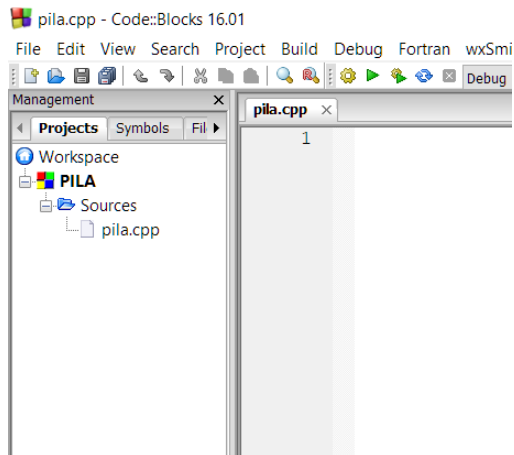 pila.cpp - Code::Blocks 16.01
File Edit View Search Project Build Debug Fortran wxSmi
Debug
Management
Projects Symbols Fil
pila.cpp
1
Workspace
PILA
Sources
pila.cpp